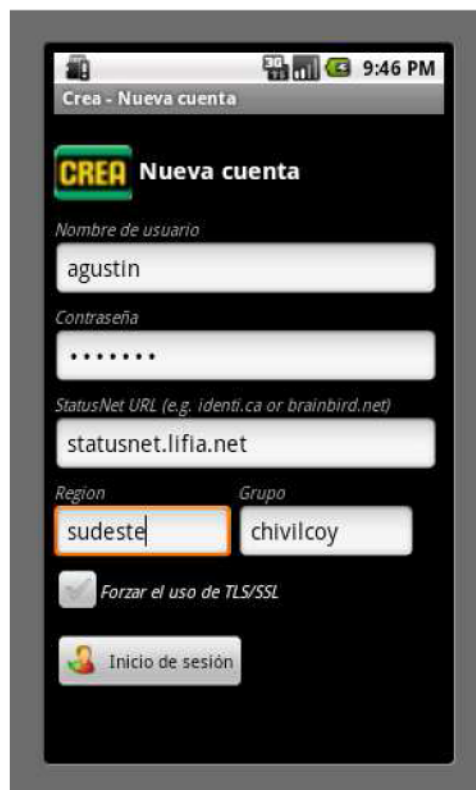 3G
9:46 PM
Crea - Nueva cuenta
CREA Nueva cuenta
Nombre de usuario
agustin
Contraseña
•••••••
StatusNet URL (e.g. identi.ca or brainbird.net)
statusnet.lifia.net
Region Grupo
sudeste chivilcoy
Forzar el uso de TLS/SSL
Inicio de sesión